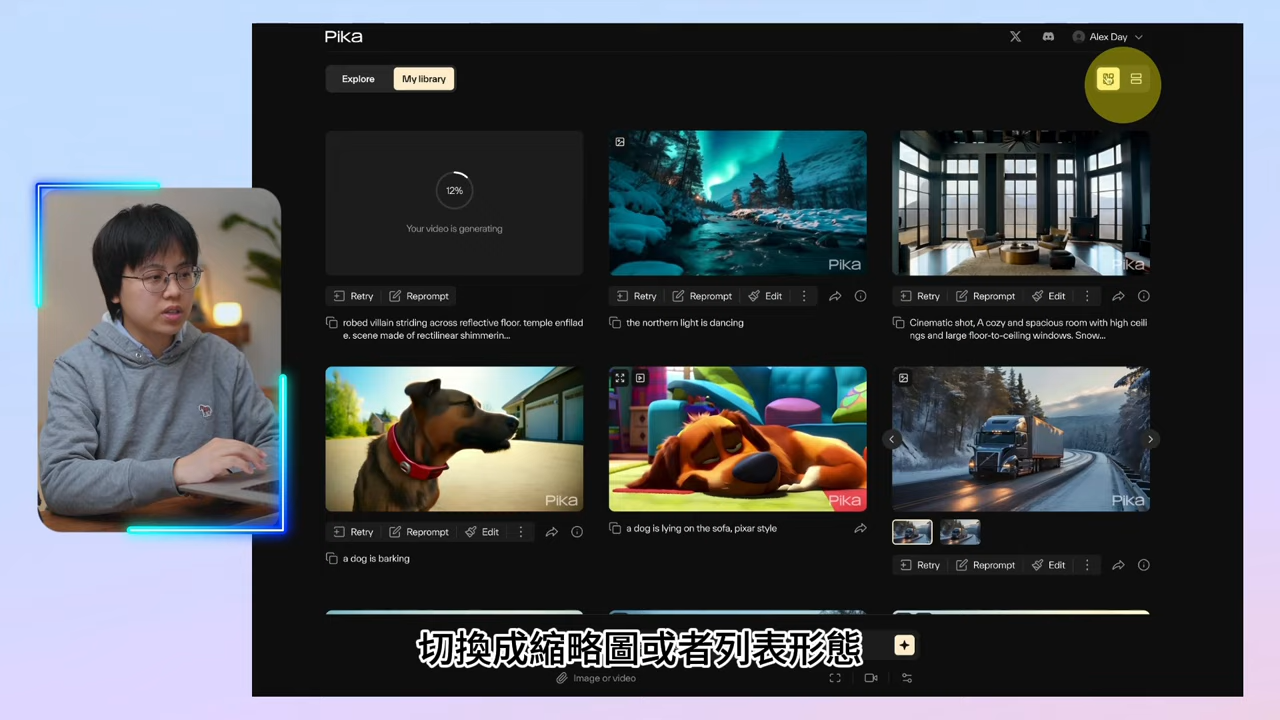 Pika
Alex Day
Explore
My library
12%
Your video is generating
Pika
Pika
Retry
Reprompt
Retry
Reprompt
Edit
Retry
Reprompt
Edit
robed villain striding across reflective floor. temple enfilad
e. scene made of rectilinear shimmerin...
the northern light is dancing
Cinematic shot, A cozy and spacious room with high ceili
ngs and large floor-to-ceiling windows. Snow...
Pika
Pika
Pika
Retry
Reprompt
Edit
a dog is lying on the sofa, pixar style
a dog is barking
Retry
Reprompt
Edit
切換成縮略圖或者列表形態
Image or video